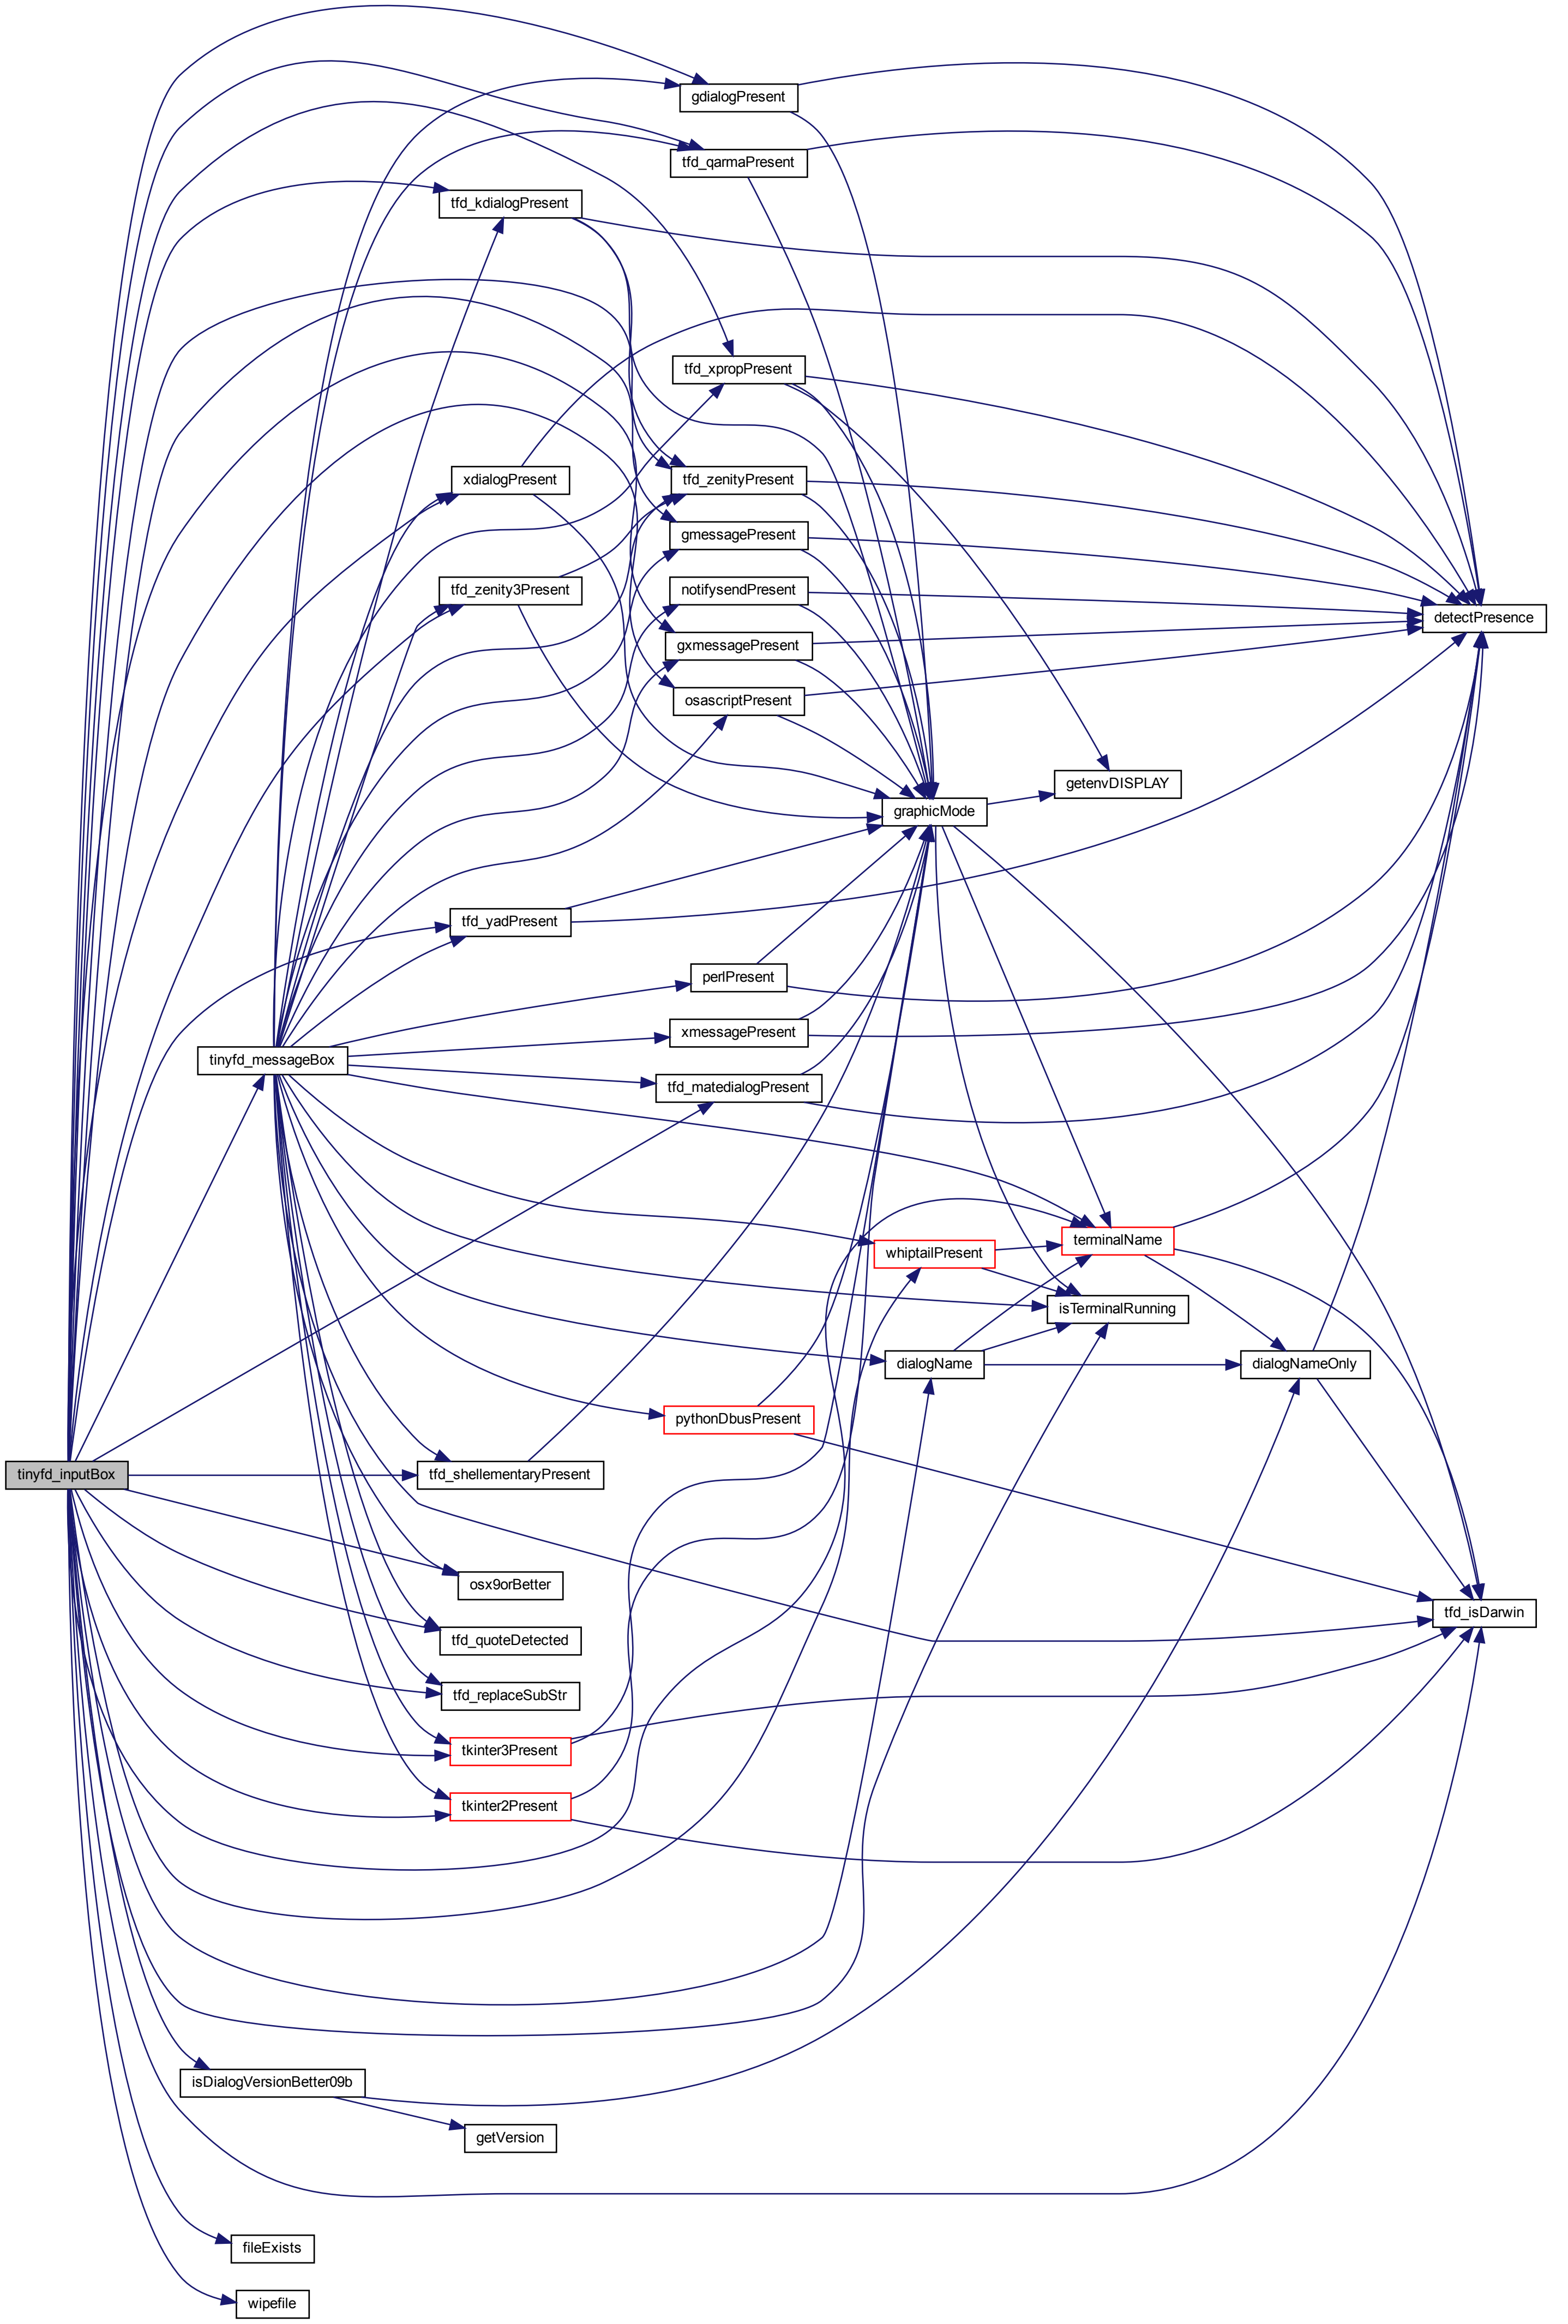 gdialogPresent
tfd_qarmaPresent
tfd_kdialogPresent
tfd_xpropPresent
xdialogPresent
tfd_zenityPresent
gmessagePresent
tfd_zenity3Present
notifysendPresent
detectPresence
gxmessagePresent
osascriptPresent
getenvDISPLAY
graphicMode
tfd_yadPresent
perlPresent
xmessagePresent
tinyfd_messageBox
tfd_matedialogPresent
terminalName
whiptailPresent
isTerminalRunning
dialogName
dialogNameOnly
pythonDbusPresent
tinyfd_inputBox
tfd_shellementaryPresent
osx9orBetter
tfd_isDarwin
tfd_quoteDetected
tfd_replaceSubStr
tkinter3Present
tkinter2Present
isDialogVersionBetter09b
getVersion
fileExists
wipefile